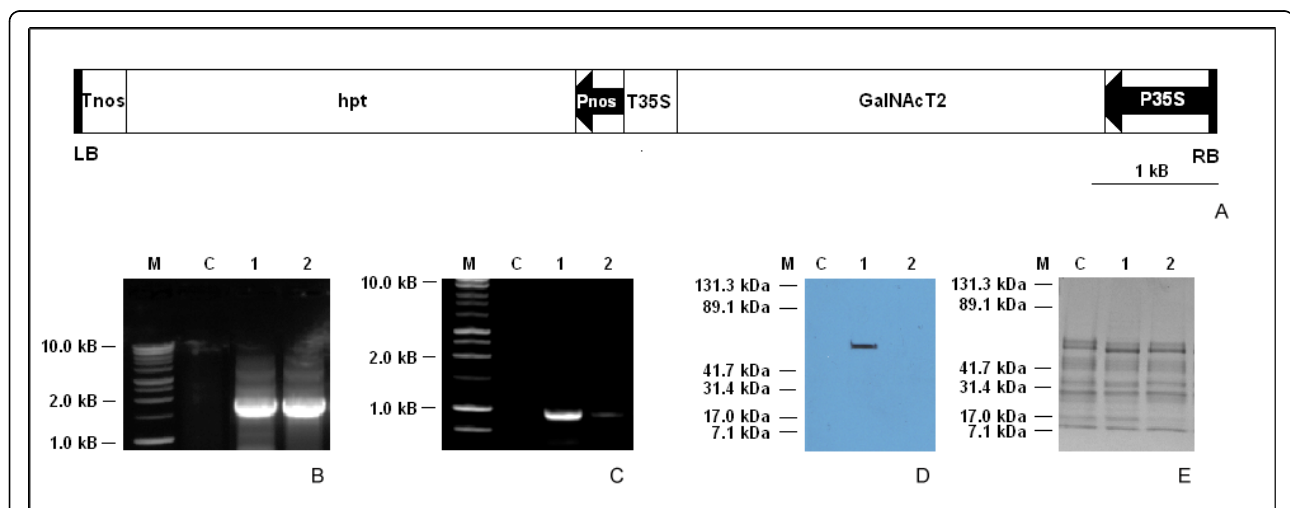 Tnos hpt Pnos T35S GalNAcT2 P35S
LB RB
1 kB
A
M C 1 2
10.0 kB
2.0 kB
1.0 kB
B
M C 1 2
10.0 kB
2.0 kB
1.0 kB
C
M C 1 2
131.3 kDa
89.1 kDa
41.7 kDa
31.4 kDa
17.0 kDa
7.1 kDa
D
M C 1 2
131.3 kDa
89.1 kDa
41.7 kDa
31.4 kDa
17.0 kDa
7.1 kDa
E